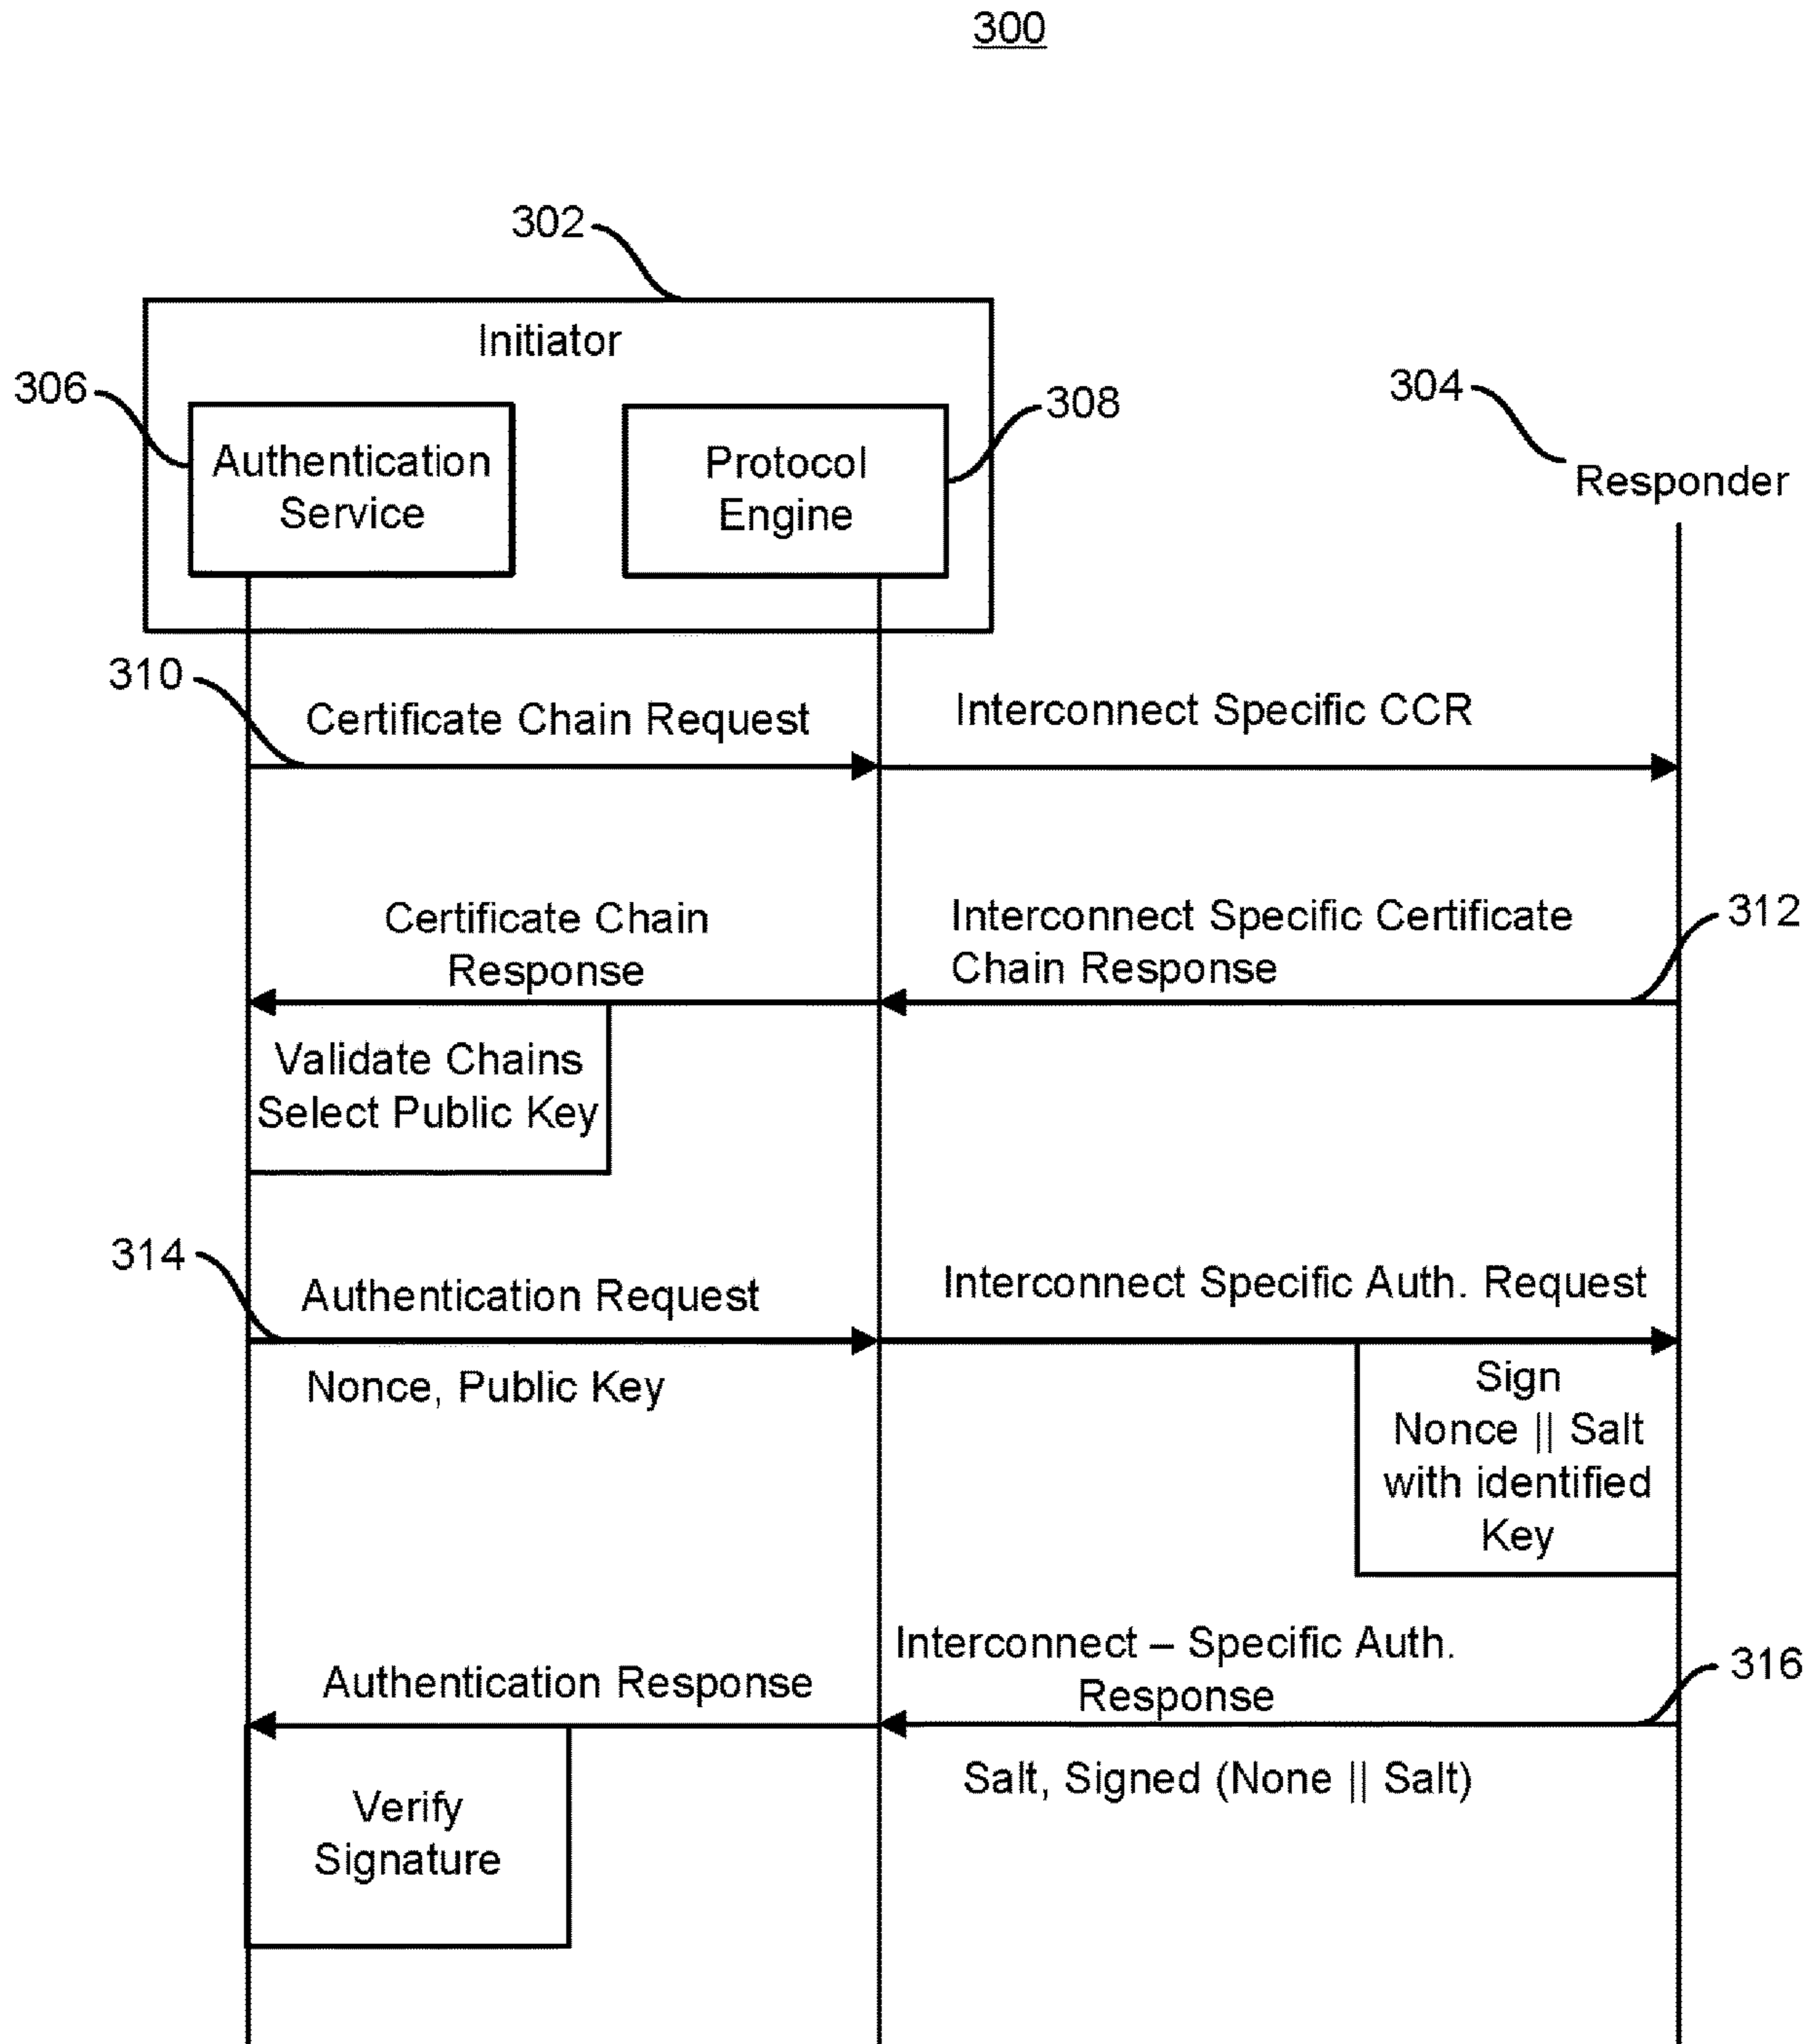 300
302
Initiator
306
Authentication
Service
Protocol
Engine
308
304
Responder
310
Certificate Chain Request
Interconnect Specific CCR
Certificate Chain
Response
Interconnect Specific Certificate
Chain Response
312
Validate Chains
Select Public Key
314
Authentication Request
Interconnect Specific Auth. Request
Nonce, Public Key
Sign
Nonce || Salt
with identified
Key
Authentication Response
Interconnect – Specific Auth.
Response
316
Salt, Signed (None || Salt)
Verify
Signature